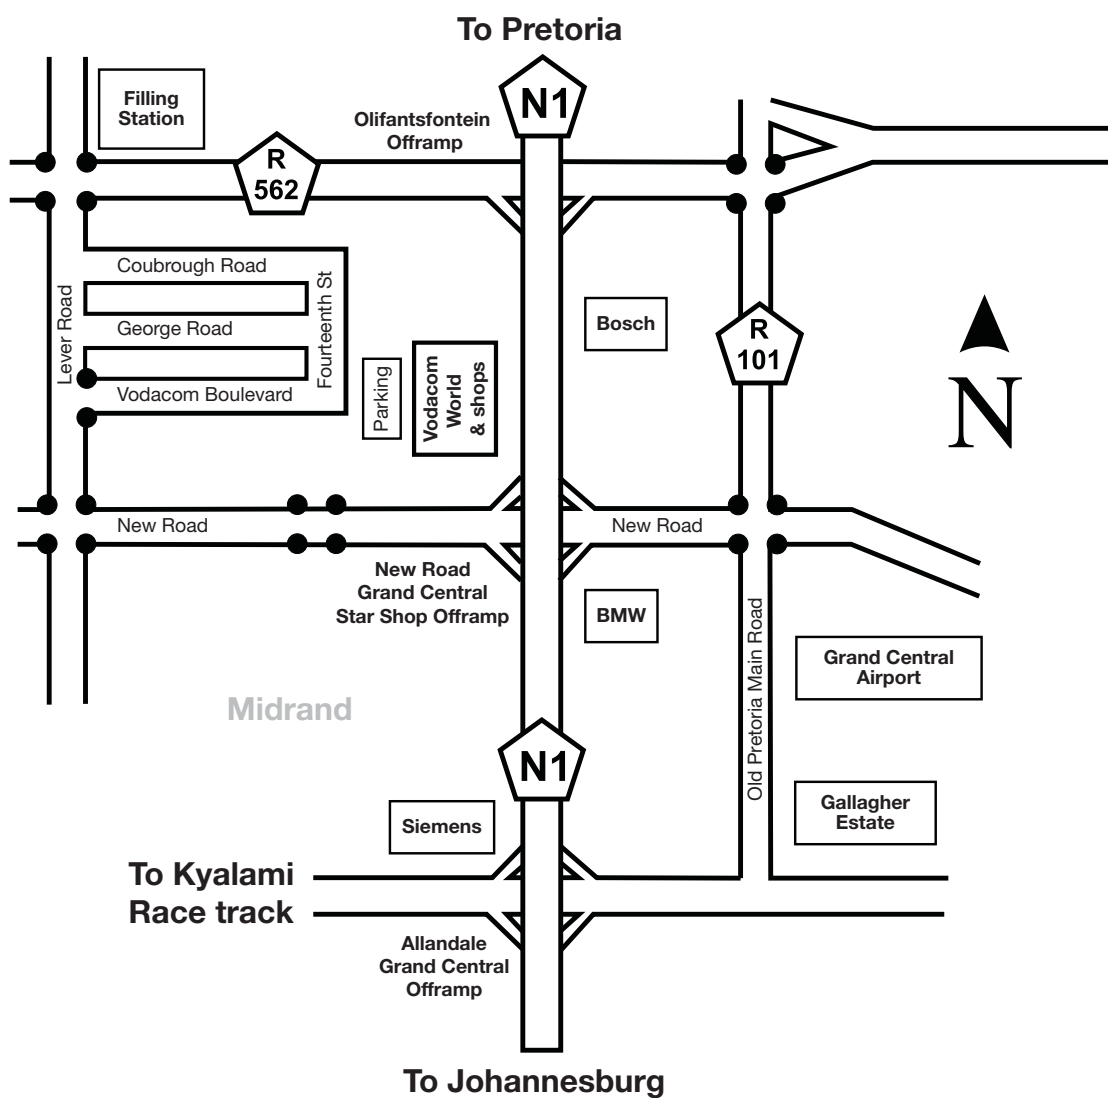 To Pretoria
N1
Filling
Station
Olifantsfontein
Offramp
R
562
Coubrough Road
George Road
Vodacom Boulevard
Lever Road
Fourteenth St
Parking
Vodacom
World
& shops
Bosch
R
101
N
New Road
New Road
New Road
Grand Central
Star Shop Offramp
BMW
Old Pretoria Main Road
Grand Central
Airport
Midrand
N1
Siemens
Gallagher
Estate
To Kyalami
Race track
Allandale
Grand Central
Offramp
To Johannesburg